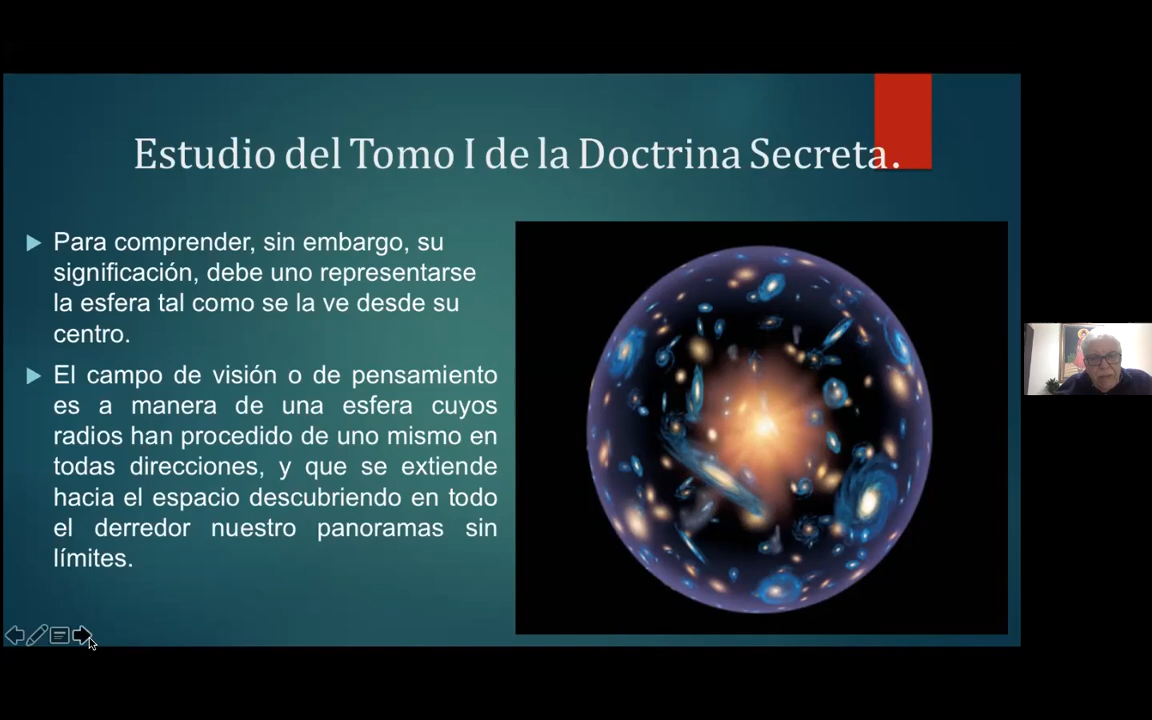 Estudio del Tomo I de la Doctrina Secreta.
Para comprender, sin embargo, su
significación, debe uno representarse
la esfera tal como se la ve desde su
centro.
El campo de visión o de pensamiento
es a manera de una esfera cuyos
radios han procedido de uno mismo en
todas direcciones, y que se extiende
hacia el espacio descubriendo en todo
el derredor nuestro panoramas sin
límites.